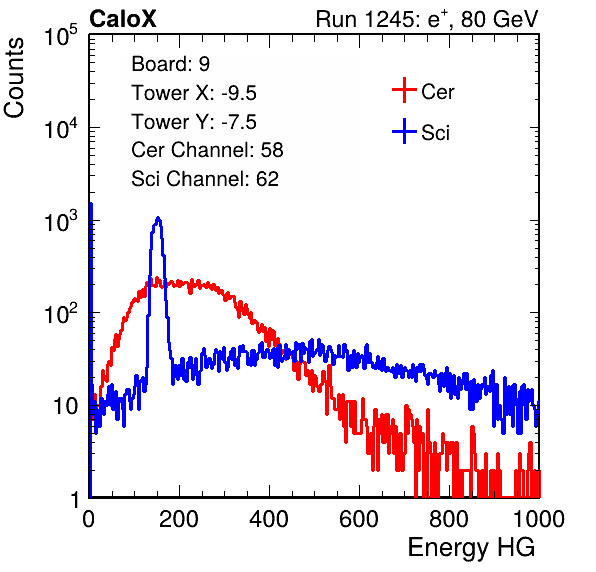 CaloX Run 1245: e⁺, 80 GeV
Counts
Board: 9
Tower X: -9.5
Tower Y: -7.5
Cer Channel: 58
Sci Channel: 62
Cer
Sci
10⁵
10⁴
10³
10²
10
1
0 200 400 600 800 1000
Energy HG